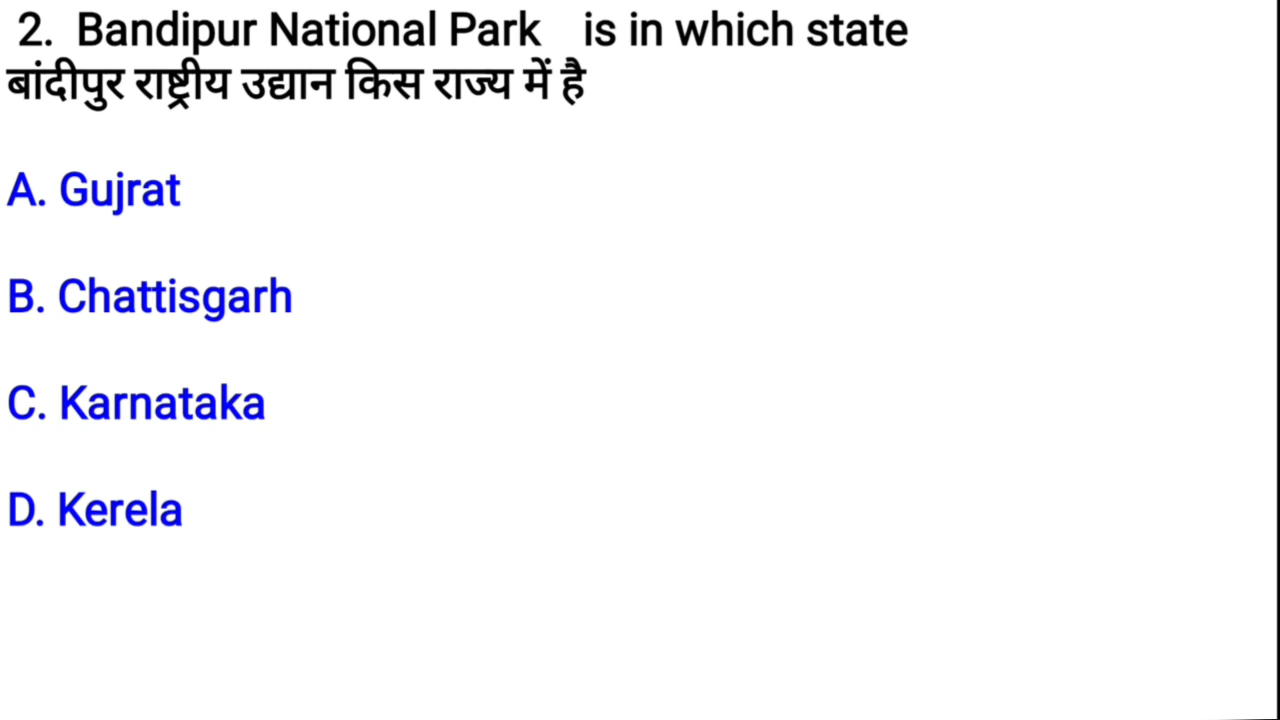 2. Bandipur National Park is in which state
बांदीपुर राष्ट्रीय उद्यान किस राज्य में है
A. Gujrat
B. Chattisgarh
C. Karnataka
D. Kerela